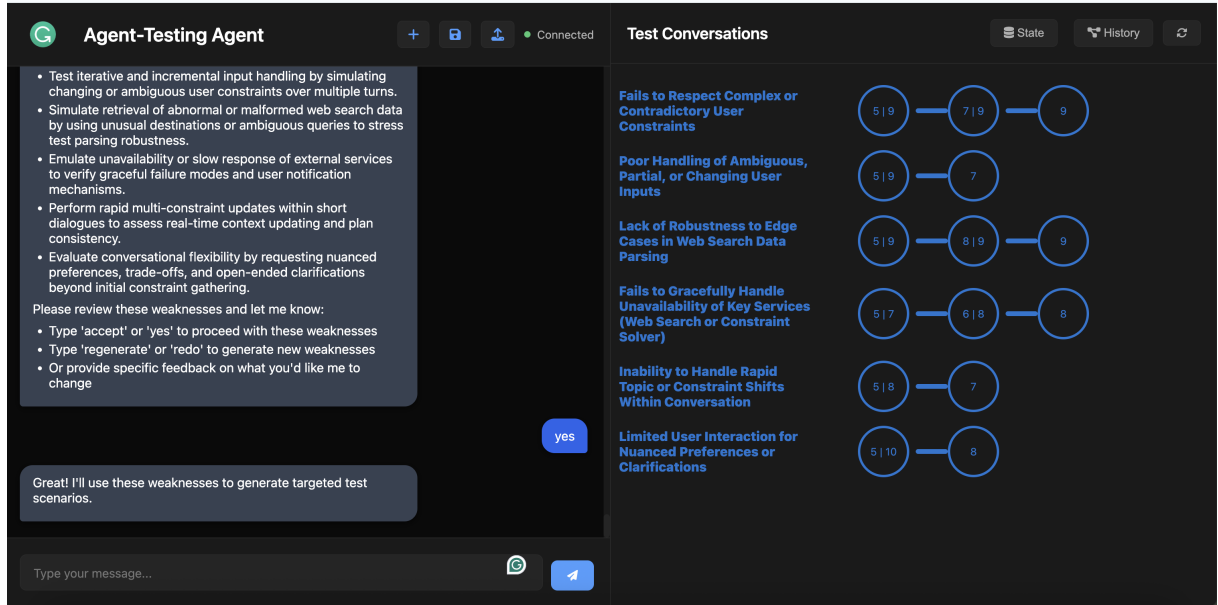 Agent-Testing Agent
Connected
• Test iterative and incremental input handling by simulating
changing or ambiguous user constraints over multiple turns.
• Simulate retrieval of abnormal or malformed web search data
by using unusual destinations or ambiguous queries to stress
test parsing robustness.
• Emulate unavailability or slow response of external services
to verify graceful failure modes and user notification
mechanisms.
• Perform rapid multi-constraint updates within short
dialogues to assess real-time context updating and plan
consistency.
• Evaluate conversational flexibility by requesting nuanced
preferences, trade-offs, and open-ended clarifications
beyond initial constraint gathering.
Please review these weaknesses and let me know:
• Type 'accept' or 'yes' to proceed with these weaknesses
• Type 'regenerate' or 'redo' to generate new weaknesses
• Or provide specific feedback on what you'd like me to
change
yes
Great! I'll use these weaknesses to generate targeted test
scenarios.
Type your message...
Test Conversations
State
History
Fails to Respect Complex or
Contradictory User
Constraints
5 | 9
7 | 9
9
Poor Handling of Ambiguous,
Partial, or Changing User
Inputs
5 | 9
7
Lack of Robustness to Edge
Cases in Web Search Data
Parsing
5 | 9
8 | 9
9
Fails to Gracefully Handle
Unavailability of Key Services
(Web Search or Constraint
Solver)
5 | 7
6 | 8
8
Inability to Handle Rapid
Topic or Constraint Shifts
Within Conversation
5 | 8
7
Limited User Interaction for
Nuanced Preferences or
Clarifications
5 | 10
8